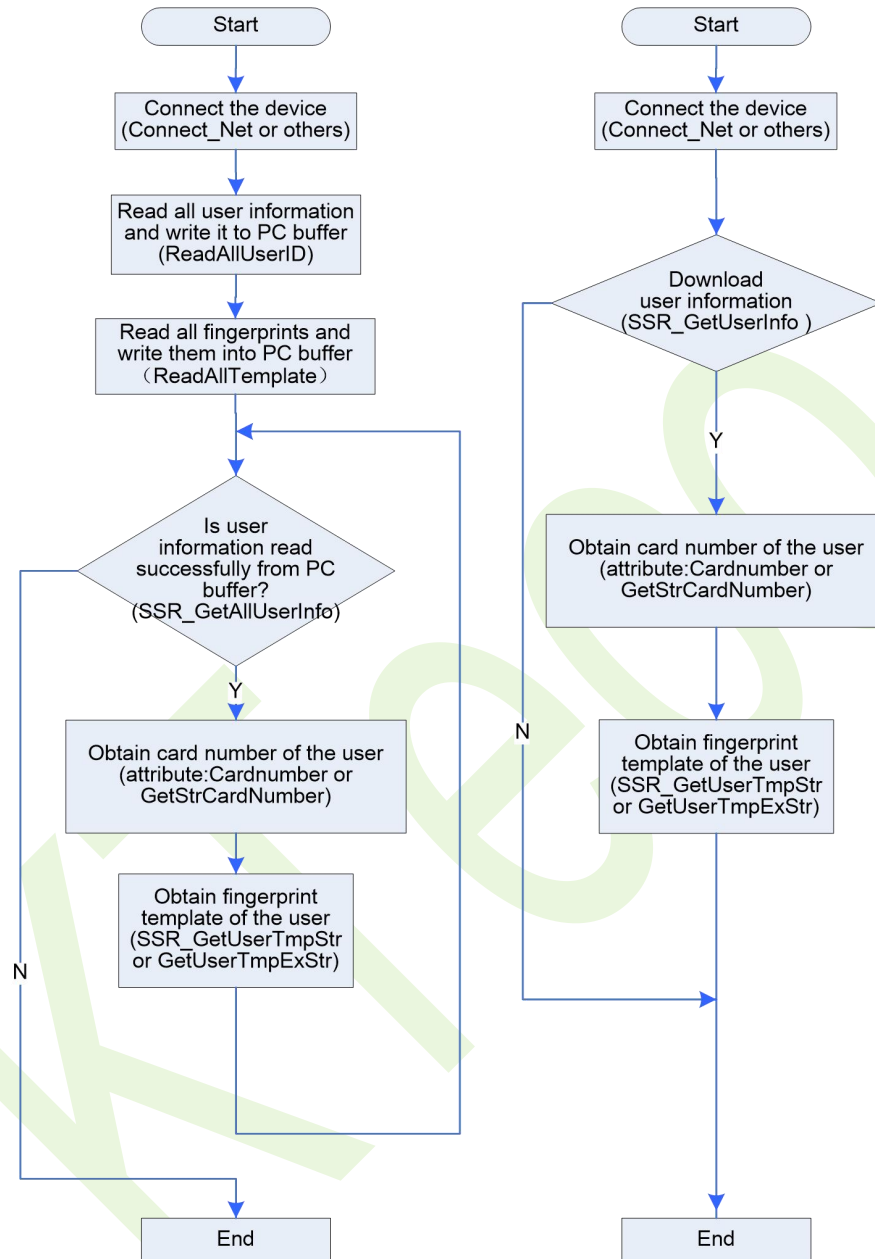 Start
Connect the device
(Connect_Net or others)
Read all user information
and write it to PC buffer
(ReadAllUserID)
Read all fingerprints and
write them into PC buffer
（ReadAllTemplate）
Is user
information read
successfully from PC
buffer?
(SSR_GetAllUserInfo)
Y
Obtain card number of the user
(attribute:Cardnumber or
GetStrCardNumber)
Obtain fingerprint
template of the user
(SSR_GetUserTmpStr
or GetUserTmpExStr)
N
End
Start
Connect the device
(Connect_Net or others)
Download
user information
(SSR_GetUserInfo )
Y
Obtain card number of the user
(attribute:Cardnumber or
GetStrCardNumber)
N
Obtain fingerprint
template of the user
(SSR_GetUserTmpStr
or GetUserTmpExStr)
End